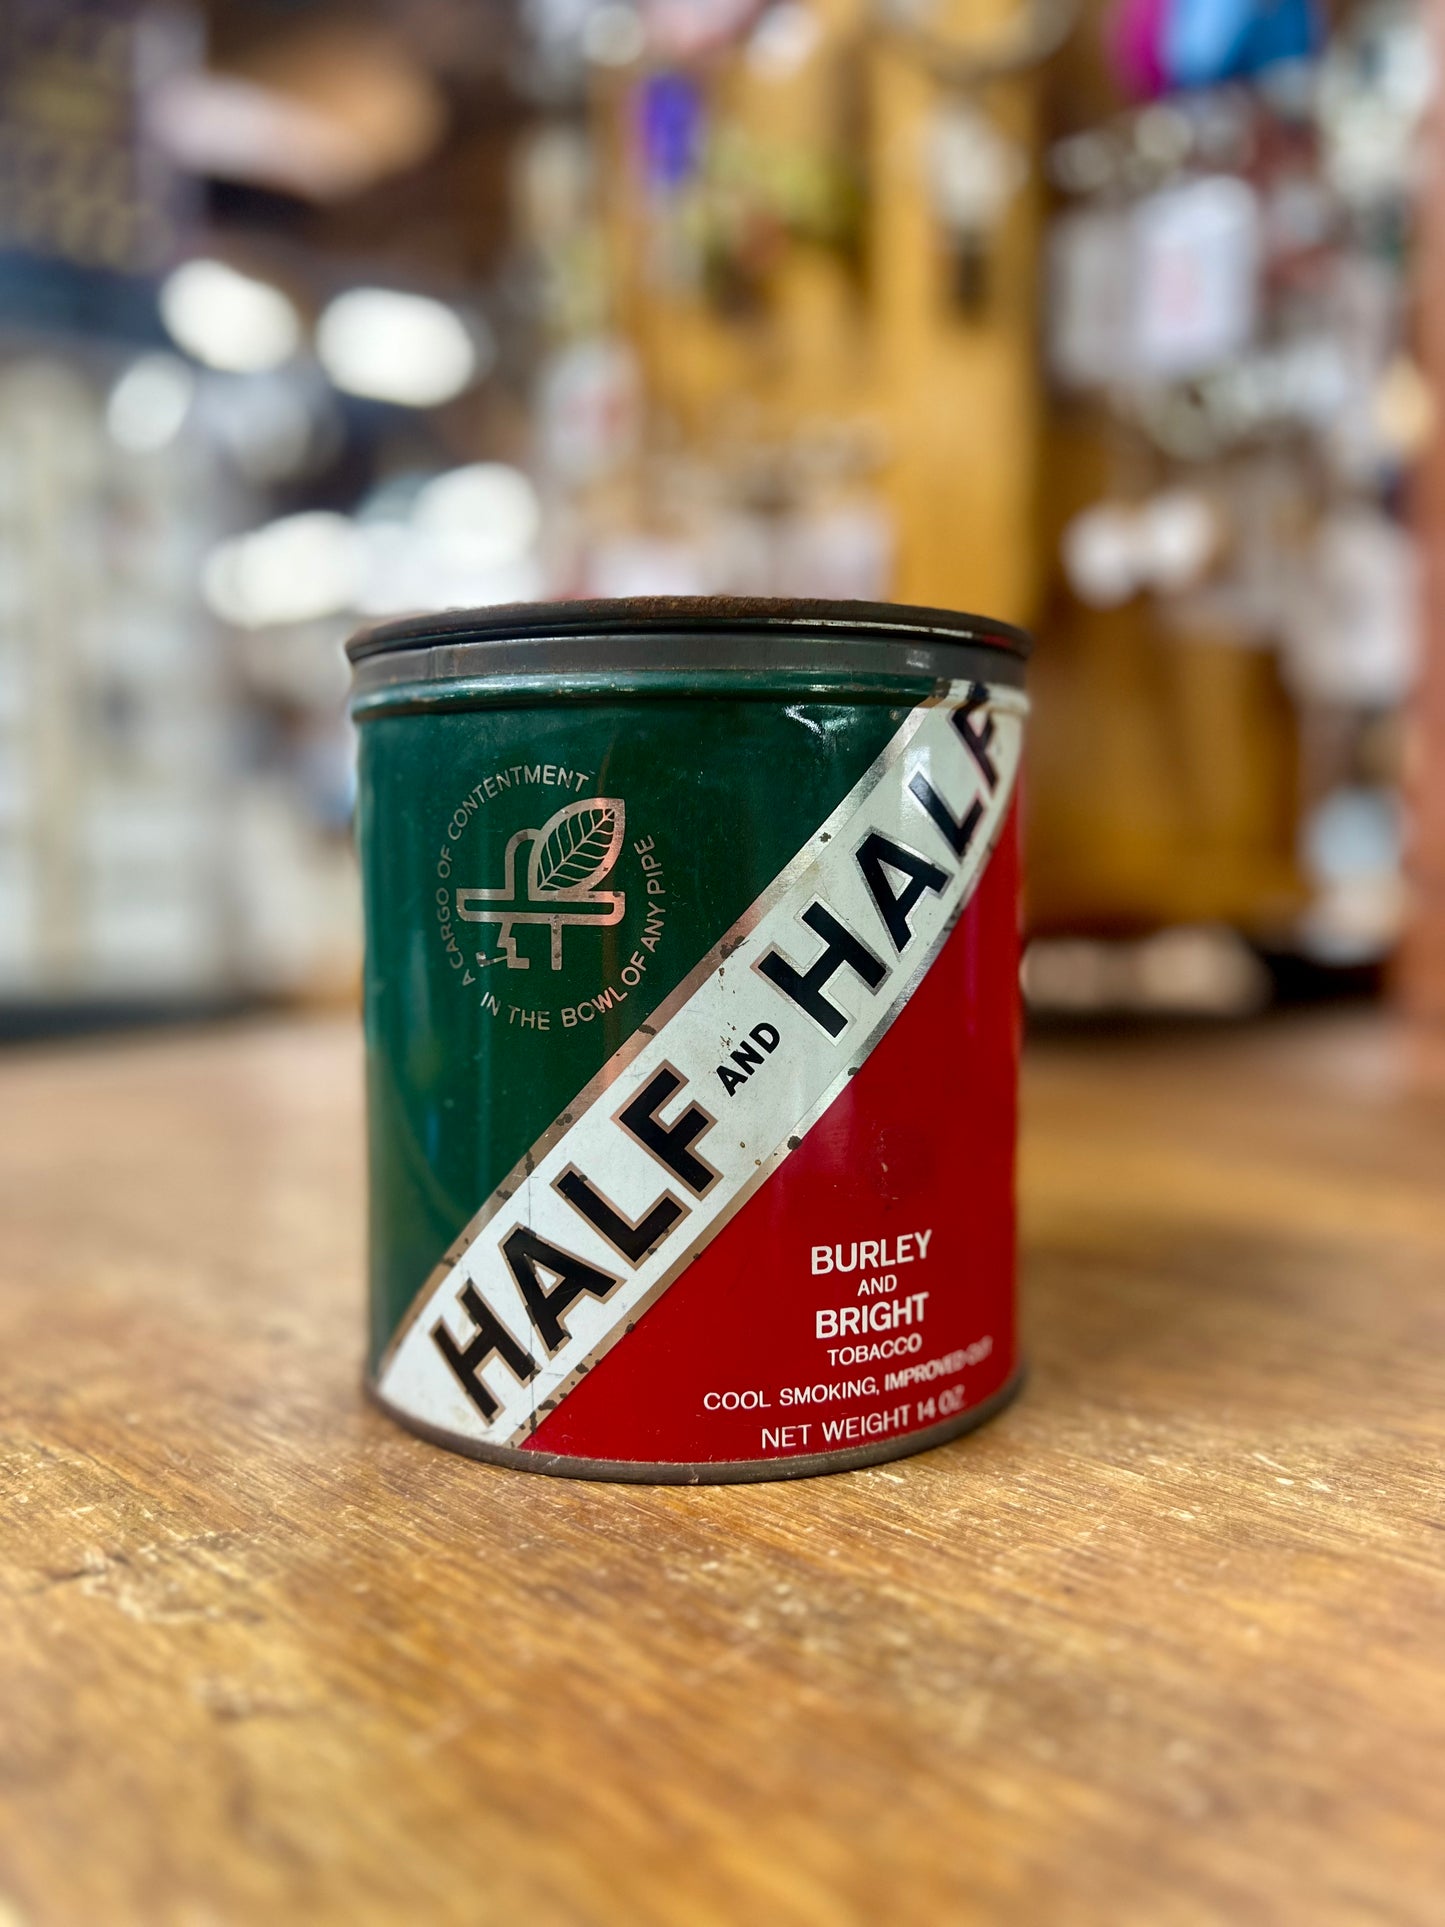 A CARGO OF CONTENTMENT
IN THE BOWL OF ANY PIPE
HALF AND HALF
BURLEY
AND
BRIGHT
TOBACCO
COOL SMOKING, IMPROVED CUT
NET WEIGHT 14 OZ.